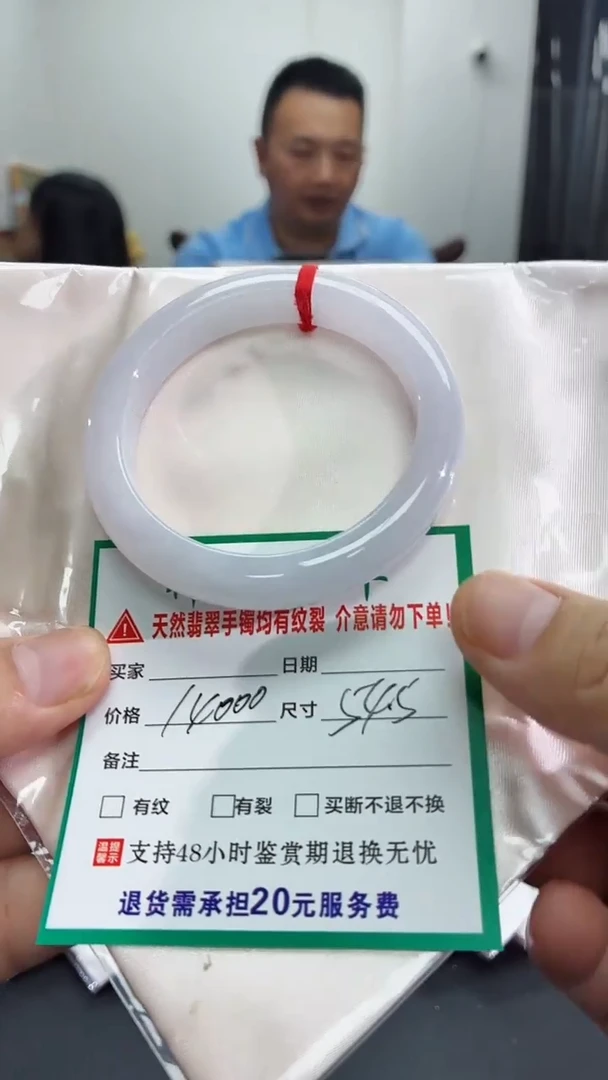 天然翡翠手镯均有纹裂 介意请勿下单!
买家 日期
价格 14000 尺寸 54.5
备注
有纹 有裂 买断不退不换
温馨提示 支持48小时鉴赏期退换无忧
退货需承担20元服务费